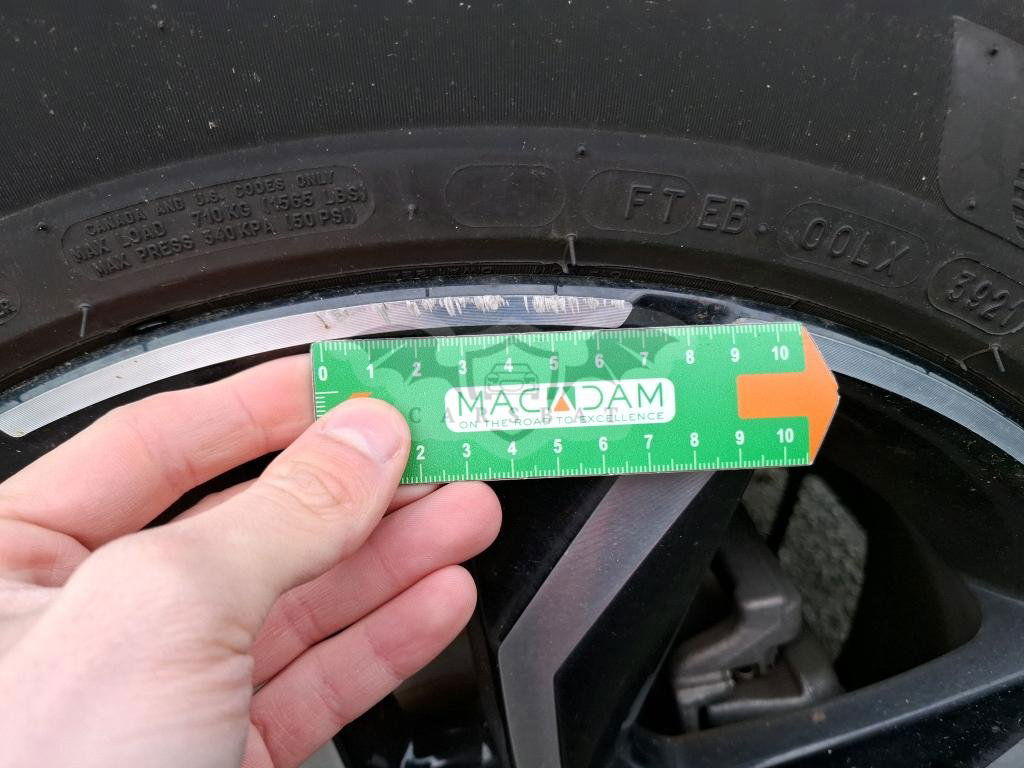 CANADA AND U.S. CODES ONLY
MAX LOAD 710 KG (1565 LBS)
MAX PRESS 340 KPA (50 PSI)
FT EB · 00LX
3921
0 1 2 3 4 5 6 7 8 9 10
MACADAM
CARSBAT
ON THE ROAD TO EXCELLENCE
2 3 4 5 6 7 8 9 10